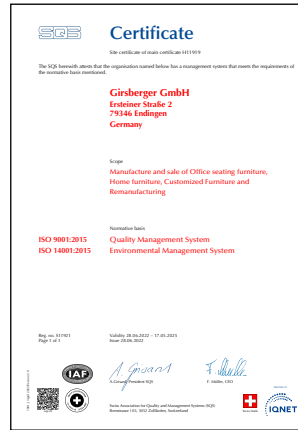 SQS
Certificate
Site certificate of main certificate H11919
The SQS herewith attests that the organisation named below has a management system that meets the requirements of
the normative basis mentioned.
Girsberger GmbH
Ersteiner Straße 2
79346 Endingen
Germany
Scope
Manufacture and sale of Office seating furniture,
Home furniture, Customized Furniture and
Remanufacturing
Normative basis
ISO 9001:2015 Quality Management System
ISO 14001:2015 Environmental Management System
Reg. no. H11921
Page 1 of 1
Validity 28.06.2022 – 17.05.2025
Issue 28.06.2022
A. Grisard, President SQS
F. Müller, CEO
Swiss Association for Quality and Management Systems (SQS)
Bernstrasse 103, 3052 Zollikofen, Switzerland
IAF
IQNET